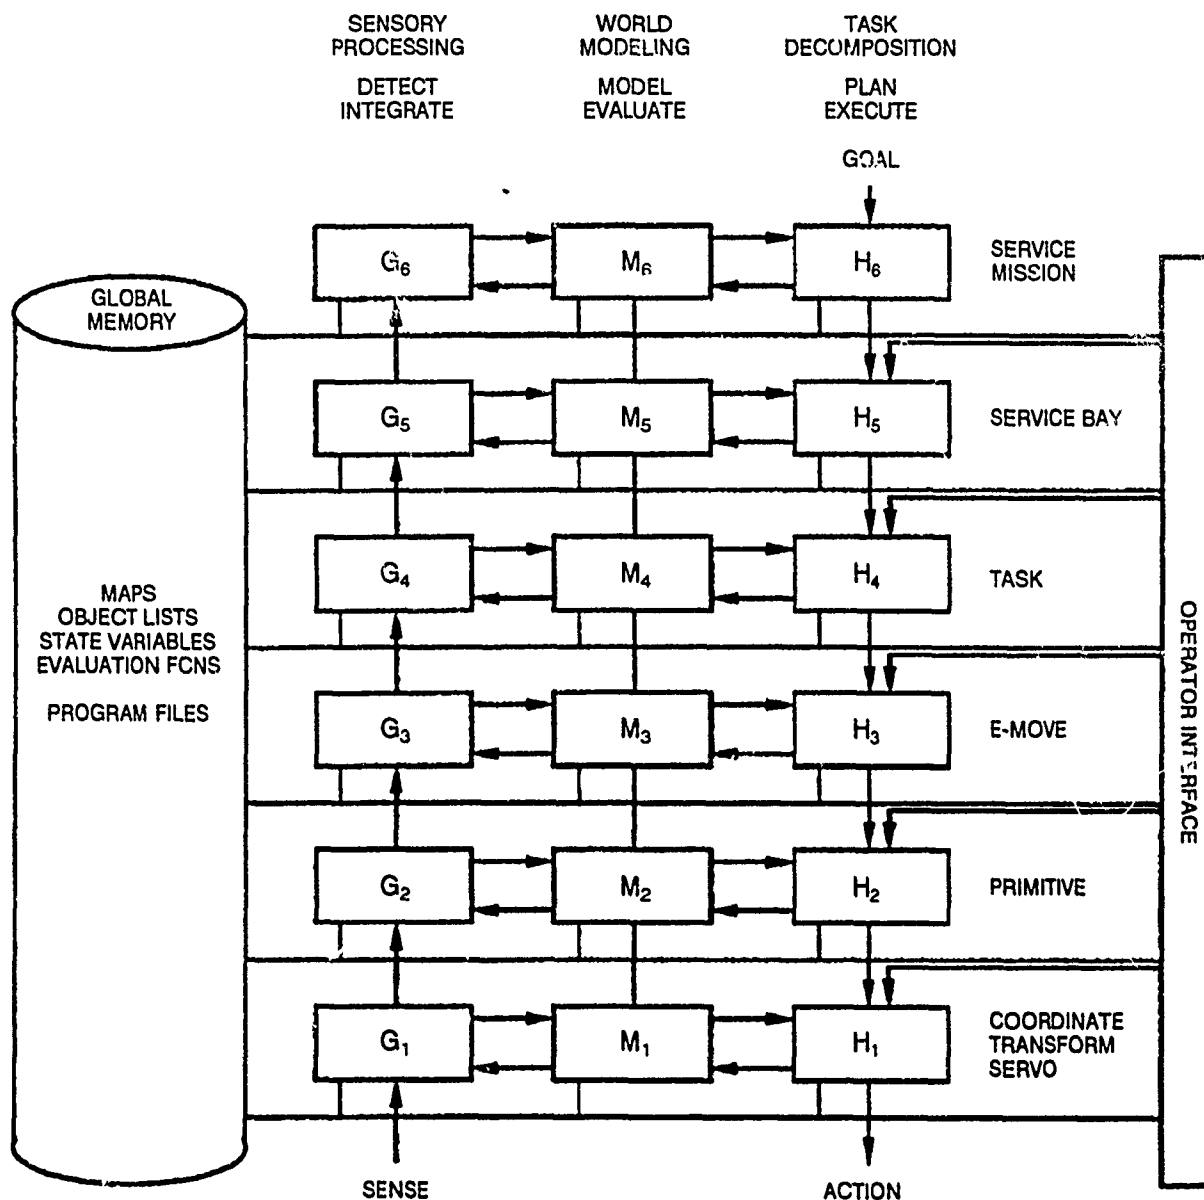 SENSORY
PROCESSING
DETECT
INTEGRATE
WORLD
MODELING
MODEL
EVALUATE
TASK
DECOMPOSITION
PLAN
EXECUTE
GOAL
G6
M6
H6
SERVICE
MISSION
GLOBAL
MEMORY
G5
M5
H5
SERVICE BAY
G4
M4
H4
TASK
MAPS
OBJECT LISTS
STATE VARIABLES
EVALUATION FCNS
PROGRAM FILES
G3
M3
H3
E-MOVE
G2
M2
H2
PRIMITIVE
G1
M1
H1
COORDINATE
TRANSFORM
SERVO
OPERATOR INTERFACE
SENSE
ACTION